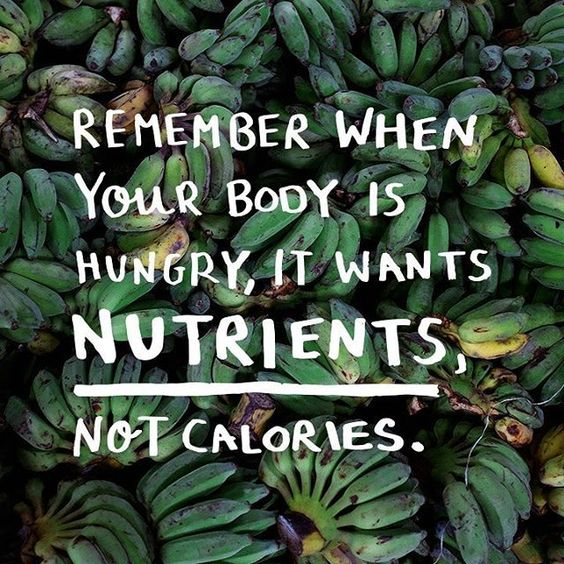 REMEMBER WHEN
YOUR BODY IS
HUNGRY, IT WANTS
NUTRIENTS,
NOT CALORIES.